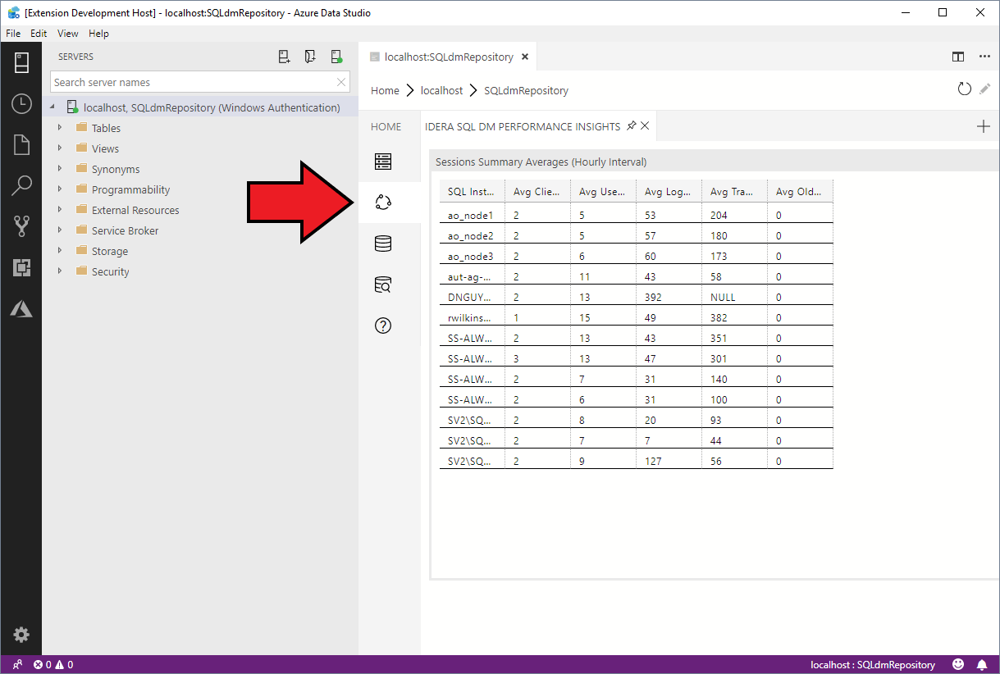 [Extension Development Host] - localhost:SQLdmRepository - Azure Data Studio
File Edit View Help
SERVERS
Search server names
localhost, SQLdmRepository (Windows Authentication)
Tables
Views
Synonyms
Programmability
External Resources
Service Broker
Storage
Security
localhost:SQLdmRepository
Home localhost SQLdmRepository
HOME IDERA SQL DM PERFORMANCE INSIGHTS
Sessions Summary Averages (Hourly Interval)
SQL Inst... Avg Clie... Avg Use... Avg Log... Avg Tra... Avg Old...
ao_node1 2 5 53 204 0
ao_node2 2 5 57 180 0
ao_node3 2 6 60 173 0
aut-ag-... 2 11 43 58 0
DNGUY... 2 13 392 NULL 0
rwilkins... 1 15 49 382 0
SS-ALW... 2 13 43 351 0
SS-ALW... 3 13 47 301 0
SS-ALW... 2 7 31 140 0
SS-ALW... 2 6 31 100 0
SV2\SQ... 2 8 20 93 0
SV2\SQ... 2 7 7 44 0
SV2\SQ... 2 9 127 56 0
0 0 localhost : SQLdmRepository